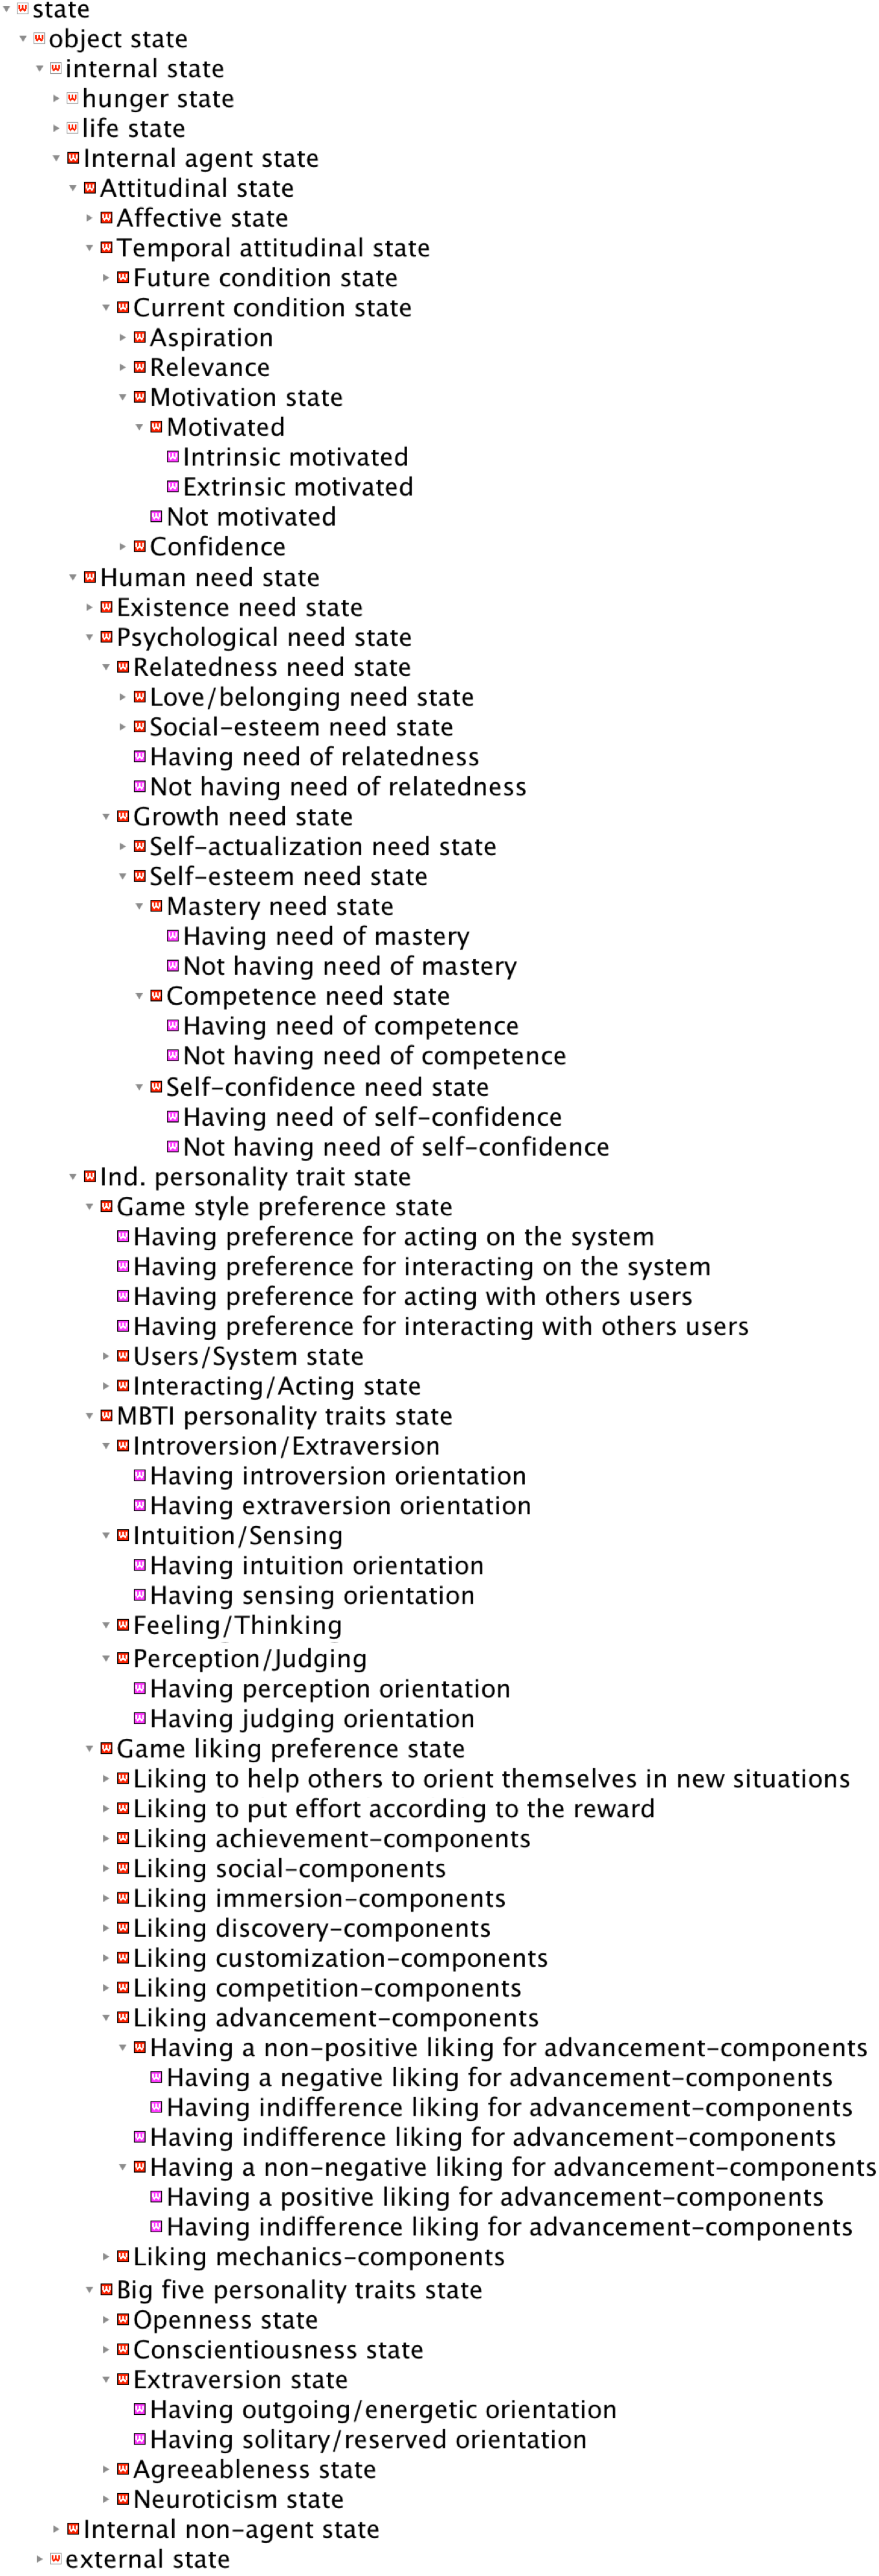 state
object state
internal state
hunger state
life state
Internal agent state
Attitudinal state
Affective state
Temporal attitudinal state
Future condition state
Current condition state
Aspiration
Relevance
Motivation state
Motivated
Intrinsic motivated
Extrinsic motivated
Not motivated
Confidence
Human need state
Existence need state
Psychological need state
Relatedness need state
Love/belonging need state
Social-esteem need state
Having need of relatedness
Not having need of relatedness
Growth need state
Self-actualization need state
Self-esteem need state
Mastery need state
Having need of mastery
Not having need of mastery
Competence need state
Having need of competence
Not having need of competence
Self-confidence need state
Having need of self-confidence
Not having need of self-confidence
Ind. personality trait state
Game style preference state
Having preference for acting on the system
Having preference for interacting on the system
Having preference for acting with others users
Having preference for interacting with others users
Users/System state
Interacting/Acting state
MBTI personality traits state
Introversion/Extraversion
Having introversion orientation
Having extraversion orientation
Intuition/Sensing
Having intuition orientation
Having sensing orientation
Feeling/Thinking
Perception/Judging
Having perception orientation
Having judging orientation
Game liking preference state
Liking to help others to orient themselves in new situations
Liking to put effort according to the reward
Liking achievement-components
Liking social-components
Liking immersion-components
Liking discovery-components
Liking customization-components
Liking competition-components
Liking advancement-components
Having a non-positive liking for advancement-components
Having a negative liking for advancement-components
Having indifference liking for advancement-components
Having indifference liking for advancement-components
Having a non-negative liking for advancement-components
Having a positive liking for advancement-components
Having indifference liking for advancement-components
Liking mechanics-components
Big five personality traits state
Openness state
Conscientiousness state
Extraversion state
Having outgoing/energetic orientation
Having solitary/reserved orientation
Agreeableness state
Neuroticism state
Internal non-agent state
external state